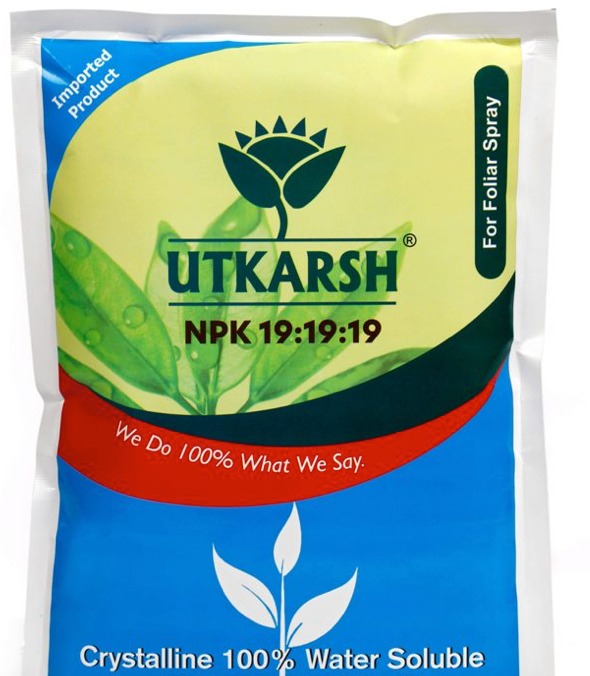 Imported
Product
For Foliar Spray
UTKARSH®
NPK 19:19:19
We Do 100% What We Say.
Crystalline 100% Water Soluble